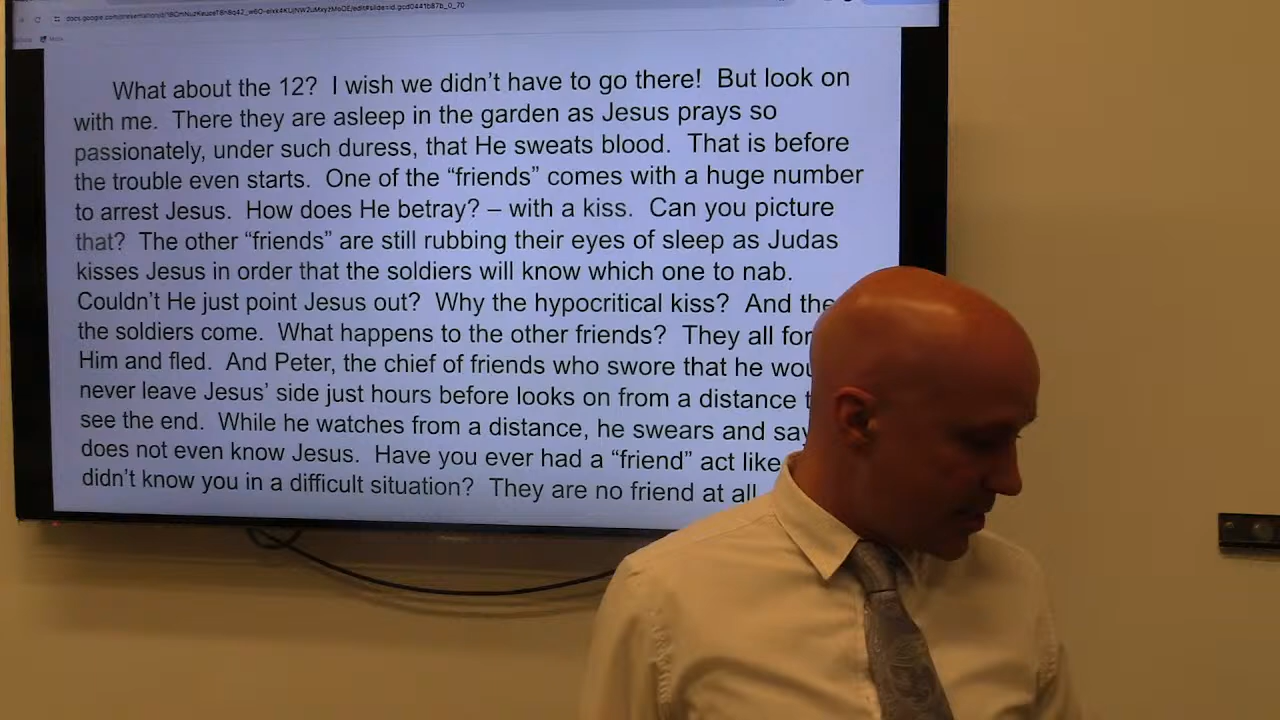 What about the 12? I wish we didn't have to go there! But look on
with me. There they are asleep in the garden as Jesus prays so
passionately, under such duress, that He sweats blood. That is before
the trouble even starts. One of the “friends” comes with a huge number
to arrest Jesus. How does He betray? – with a kiss. Can you picture
that? The other “friends” are still rubbing their eyes of sleep as Judas
kisses Jesus in order that the soldiers will know which one to nab.
Couldn't He just point Jesus out? Why the hypocritical kiss? And
the soldiers come. What happens to the other friends? They all
Him and fled. And Peter, the chief of friends who swore that he
never leave Jesus' side just hours before looks on from a distance
see the end. While he watches from a distance, he swears and
does not even know Jesus. Have you ever had a “friend” act like
didn't know you in a difficult situation? They are no friend at all